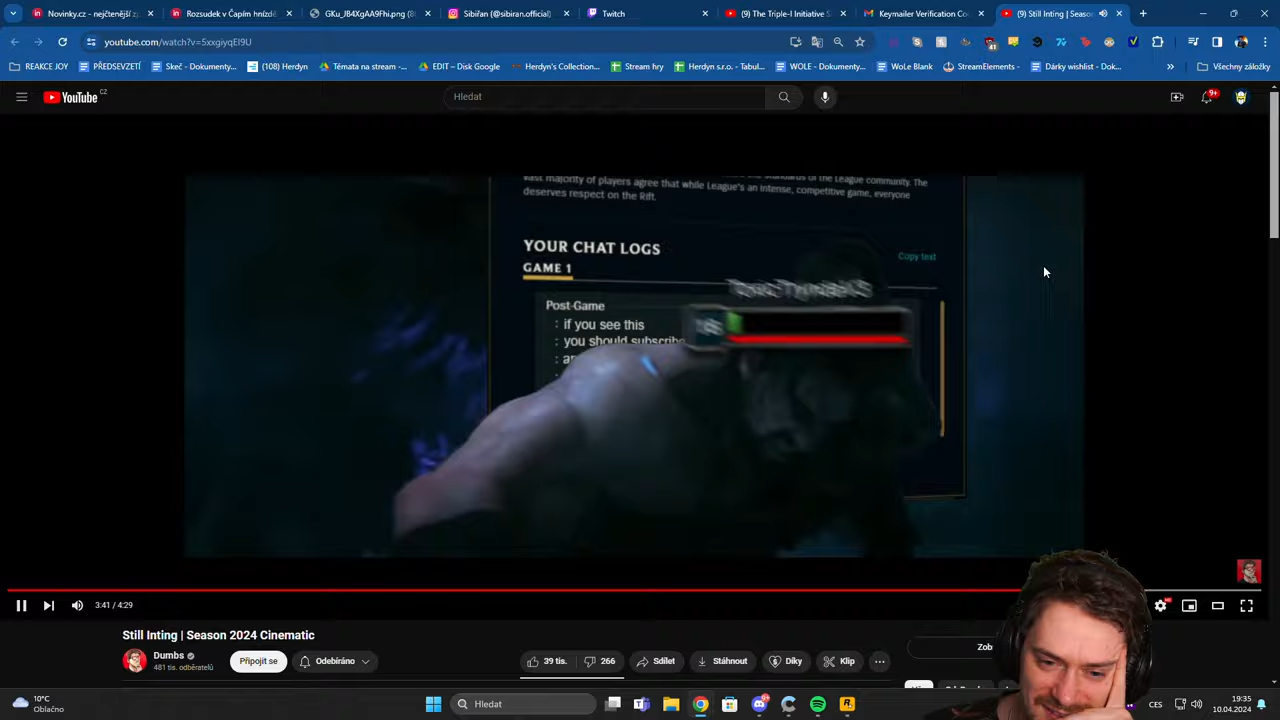 Novinky.cz - nejčtenější z
Rozsudek v Čapím hnízdě
GKu_JB4XgAA9Fhi.png (8
Sibiřan (@sibiran.official)
Twitch
(9) The Triple-I Initiative S
Keymailer Verification Co
(9) Still Inting | Season
youtube.com/watch?v=5xxgiyqEI9U
41
REAKCE JOY
PŘEDSEVZETÍ
Skeč - Dokumenty...
(108) Herdyn
Témata na stream -...
EDIT – Disk Google
Herdyn's Collection...
Stream hry
Herdyn s.r.o. - Tabul...
WOLE - Dokumenty...
WoLe Blank
StreamElements -
Dárky wishlist - Dok...
Všechny záložky
YouTube CZ
Hledat
9+
vast majority of players agree that while League's an intense, competitive game, everyone
deserves respect on the Rift.
YOUR CHAT LOGS
Copy text
GAME 1
Post-Game
: if you see this
: you should subscribe
3:41 / 4:29
Still Inting | Season 2024 Cinematic
Dumbs
481 tis. odběratelů
Připojit se
Odebíráno
39 tis.
266
Sdílet
Stáhnout
Díky
Klip
Zob
10°C
Oblačno
Hledat
CES
19:35
10.04.2024